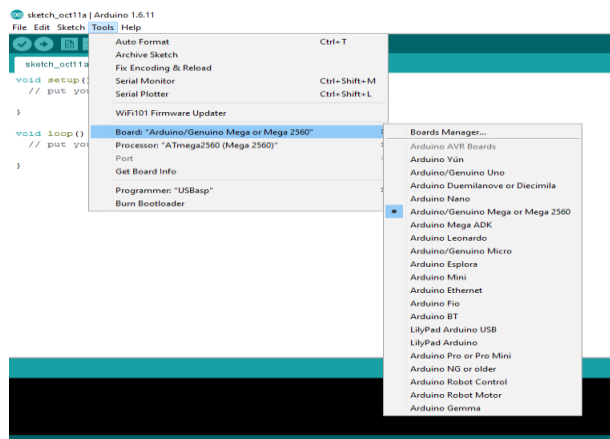 sketch_oct11a | Arduino 1.6.11
File Edit Sketch Tools Help
sketch_oct11a
void setup()
// put you
}
void loop()
// put you
}
Auto Format Ctrl+T
Archive Sketch
Fix Encoding & Reload
Serial Monitor Ctrl+Shift+M
Serial Plotter Ctrl+Shift+L
WiFi101 Firmware Updater
Board: "Arduino/Genuino Mega or Mega 2560"
Processor: "ATmega2560 (Mega 2560)"
Port
Get Board Info
Programmer: "USBasp"
Burn Bootloader
Boards Manager...
Arduino AVR Boards
Arduino Yún
Arduino/Genuino Uno
Arduino Duemilanove or Diecimila
Arduino Nano
Arduino/Genuino Mega or Mega 2560
Arduino Mega ADK
Arduino Leonardo
Arduino/Genuino Micro
Arduino Esplora
Arduino Mini
Arduino Ethernet
Arduino Fio
Arduino BT
LilyPad Arduino USB
LilyPad Arduino
Arduino Pro or Pro Mini
Arduino NG or older
Arduino Robot Control
Arduino Robot Motor
Arduino Gemma